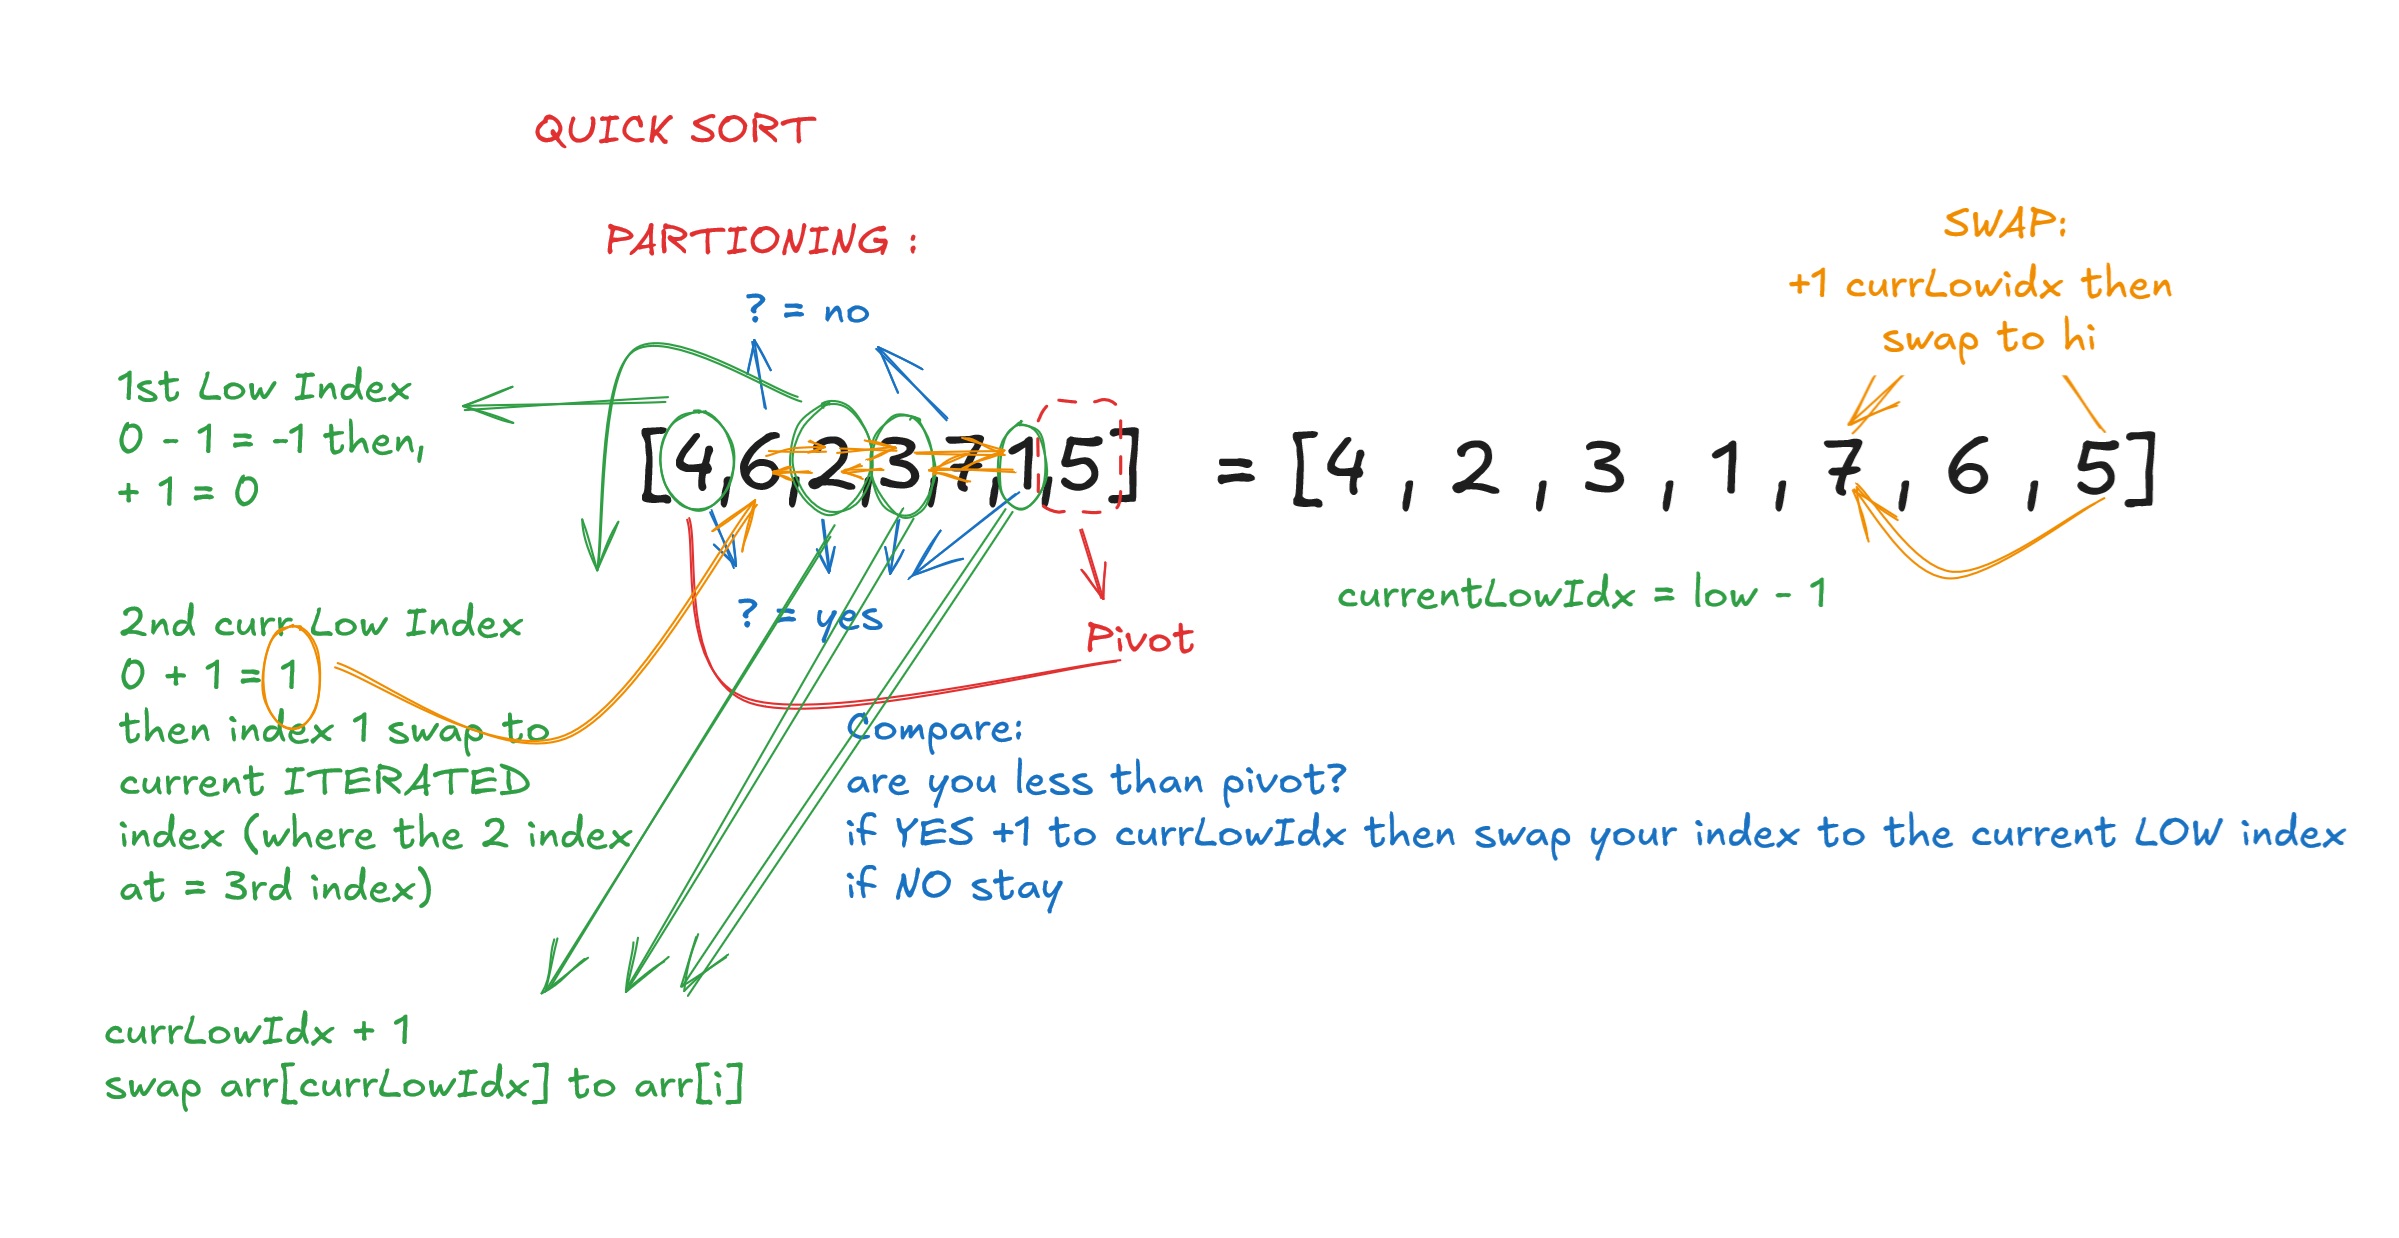 QUICK SORT
PARTIONING :
? = no
SWAP:
+1 currLowidx then
swap to hi
1st Low Index
0 - 1 = -1 then,
+ 1 = 0
[4,6,2,3,7,1,5] = [4 , 2 , 3 , 1 , 7 , 6 , 5]
currentLowIdx = low - 1
? = yes
Pivot
2nd curr Low Index
0 + 1 = 1
then index 1 swap to
current ITERATED
index (where the 2 index
at = 3rd index)
Compare:
are you less than pivot?
if YES +1 to currLowIdx then swap your index to the current LOW index
if NO stay
currLowIdx + 1
swap arr[currLowIdx] to arr[i]